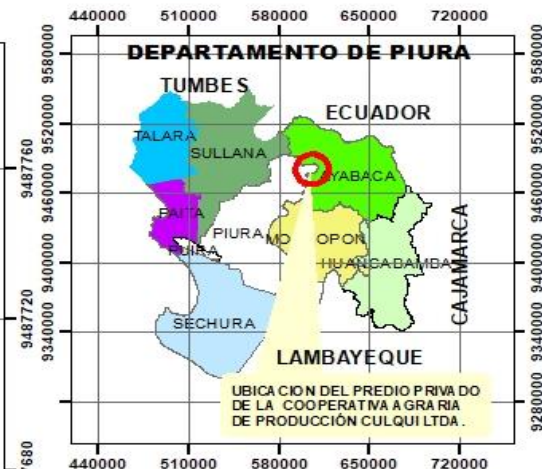 440000 510000 580000 650000 720000
DEPARTAMENTO DE PIURA
TUMBES
ECUADOR
TALARA
SULLANA
AYABACA
PAITA
PIURA
MO OPON
PUIRA
HUANCABAMBA
CAJAMARCA
SECHURA
LAMBAYEQUE
UBICACION DEL PREDIO PRIVADO
DE LA COOPERATIVA AGRARIA
DE PRODUCCIÓN CULQUI LTDA.
9580000
9520000
9460000
9400000
9340000
9280000
9580000
9520000
9460000
9400000
9340000
9280000
9487760
9487720
7680
440000 510000 580000 650000 720000